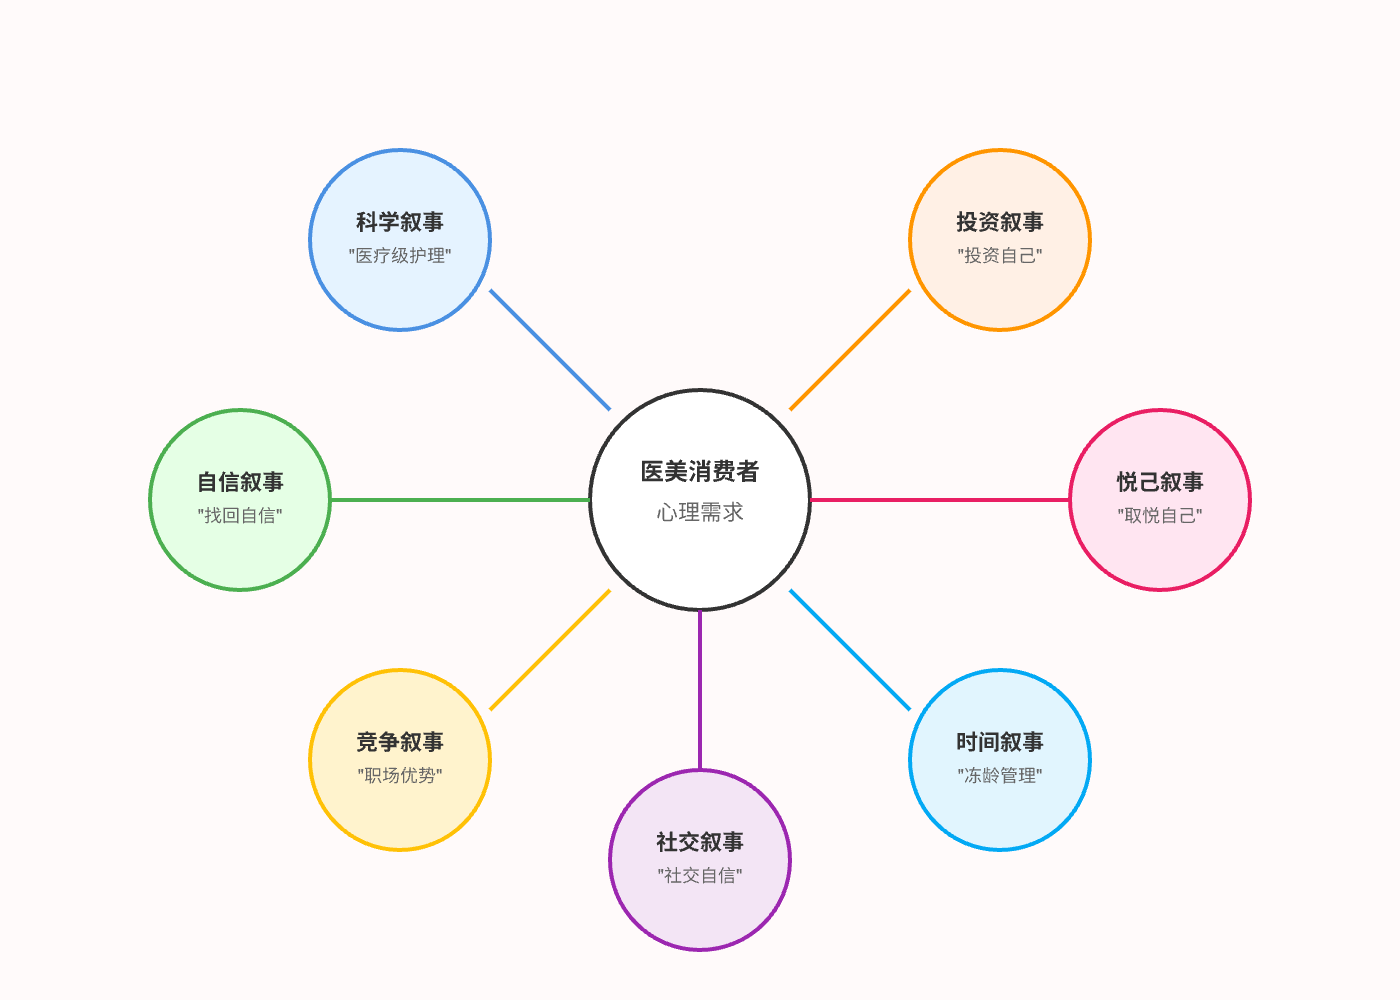 科学叙事
"医疗级护理"
投资叙事
"投资自己"
自信叙事
"找回自信"
医美消费者
心理需求
悦己叙事
"取悦自己"
竞争叙事
"职场优势"
时间叙事
"冻龄管理"
社交叙事
"社交自信"